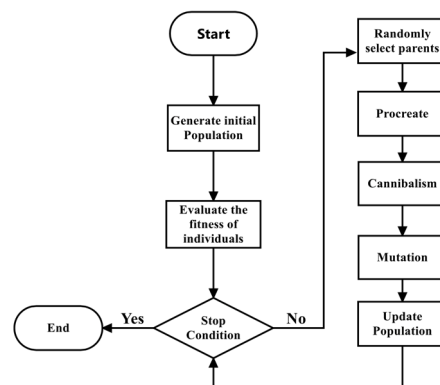 Start
Generate initial
Population
Evaluate the
fitness of
individuals
Stop
Condition
Yes
End
No
Randomly
select parents
Procreate
Cannibalism
Mutation
Update
Population